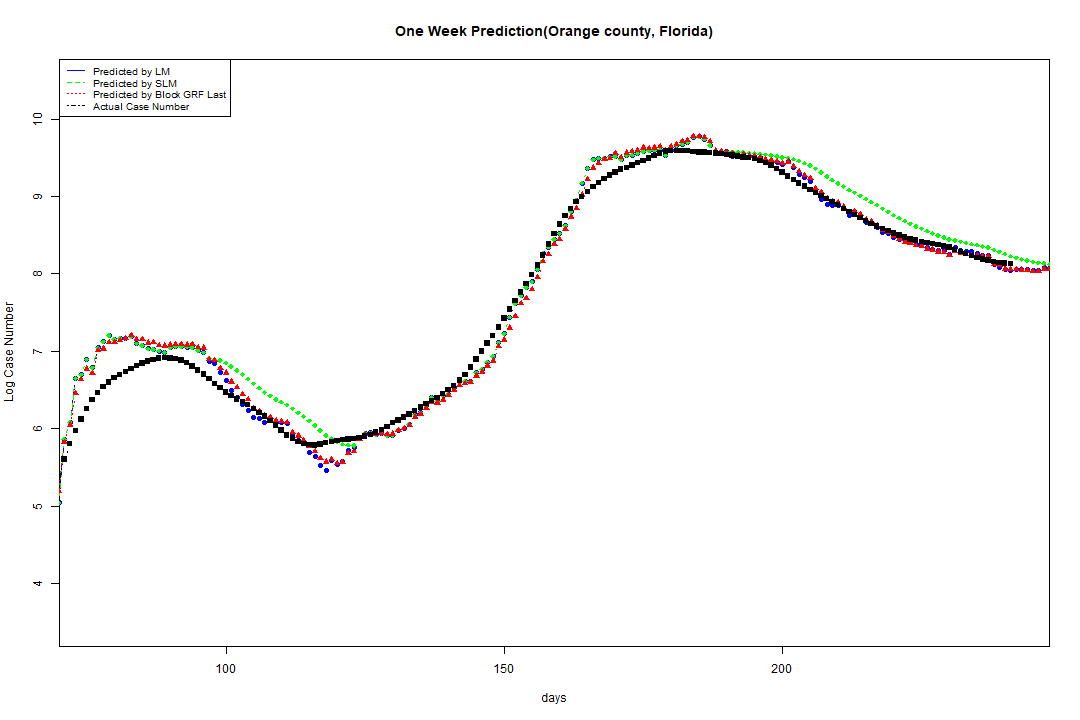 One Week Prediction(Orange county, Florida)
Predicted by LM
Predicted by SLM
Predicted by Block GRF Last
Actual Case Number
10
9
8
7
6
5
4
Log Case Number
100 150 200
days